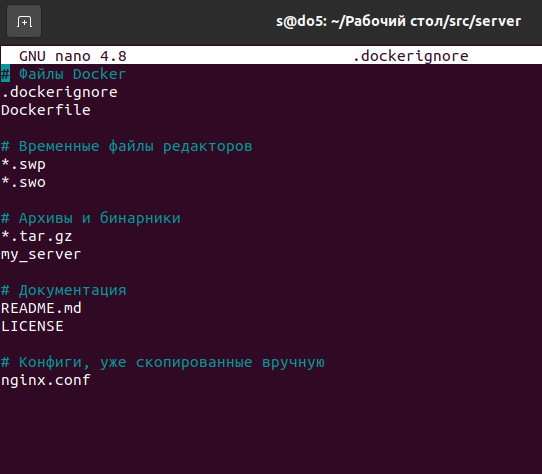 s@do5: ~/Рабочий стол/src/server
GNU nano 4.8 .dockerignore
# Файлы Docker
.dockerignore
Dockerfile
# Временные файлы редакторов
*.swp
*.swo
# Архивы и бинарники
*.tar.gz
my_server
# Документация
README.md
LICENSE
# Конфиги, уже скопированные вручную
nginx.conf